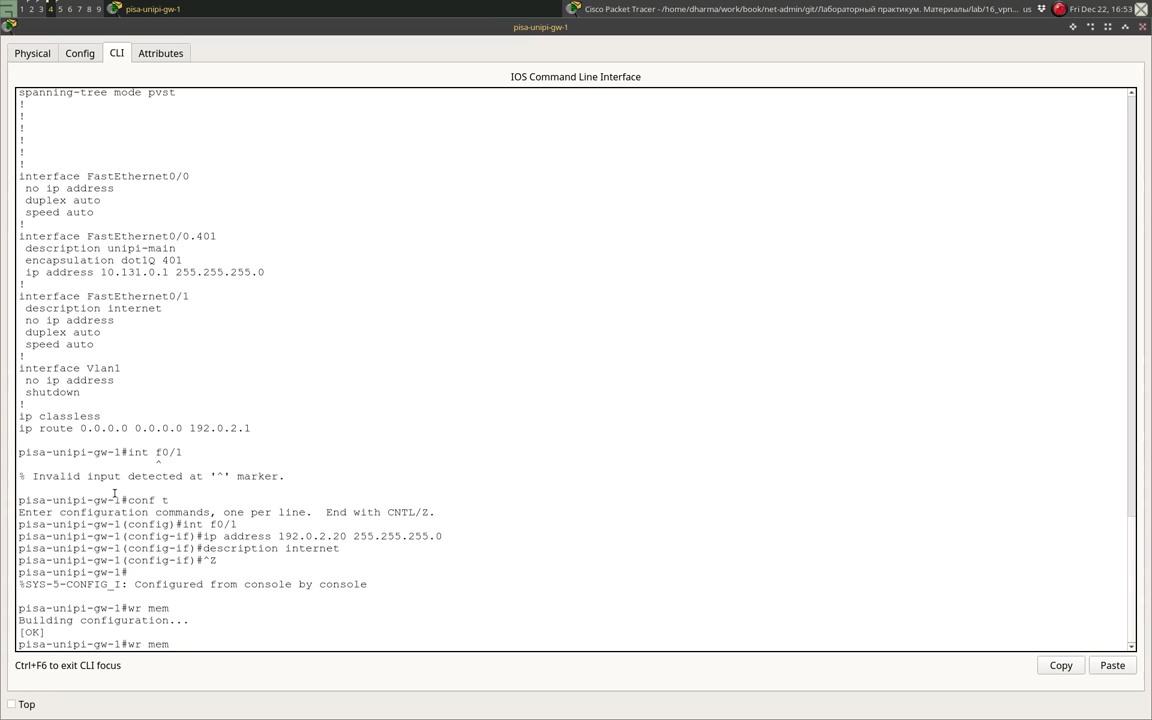 1 2 3 4 5 6 7 8 9 pisa-unipi-gw-1 Cisco Packet Tracer - /home/dharma/work/book/net-admin/git/Лабораторный практикум. Материалы/lab/16_vpn... us Fri Dec 22, 16:53
pisa-unipi-gw-1
Physical Config CLI Attributes
IOS Command Line Interface
spanning-tree mode pvst
!
!
!
!
!
!
interface FastEthernet0/0
no ip address
duplex auto
speed auto
!
interface FastEthernet0/0.401
description unipi-main
encapsulation dot1Q 401
ip address 10.131.0.1 255.255.255.0
!
interface FastEthernet0/1
description internet
no ip address
duplex auto
speed auto
!
interface Vlan1
no ip address
shutdown
!
ip classless
ip route 0.0.0.0 0.0.0.0 192.0.2.1
pisa-unipi-gw-1#int f0/1
^
% Invalid input detected at '^' marker.
pisa-unipi-gw-1#conf t
Enter configuration commands, one per line.  End with CNTL/Z.
pisa-unipi-gw-1(config)#int f0/1
pisa-unipi-gw-1(config-if)#ip address 192.0.2.20 255.255.255.0
pisa-unipi-gw-1(config-if)#description internet
pisa-unipi-gw-1(config-if)#^Z
pisa-unipi-gw-1#
%SYS-5-CONFIG_I: Configured from console by console
pisa-unipi-gw-1#wr mem
Building configuration...
[OK]
pisa-unipi-gw-1#wr mem
Ctrl+F6 to exit CLI focus
Copy Paste
Top